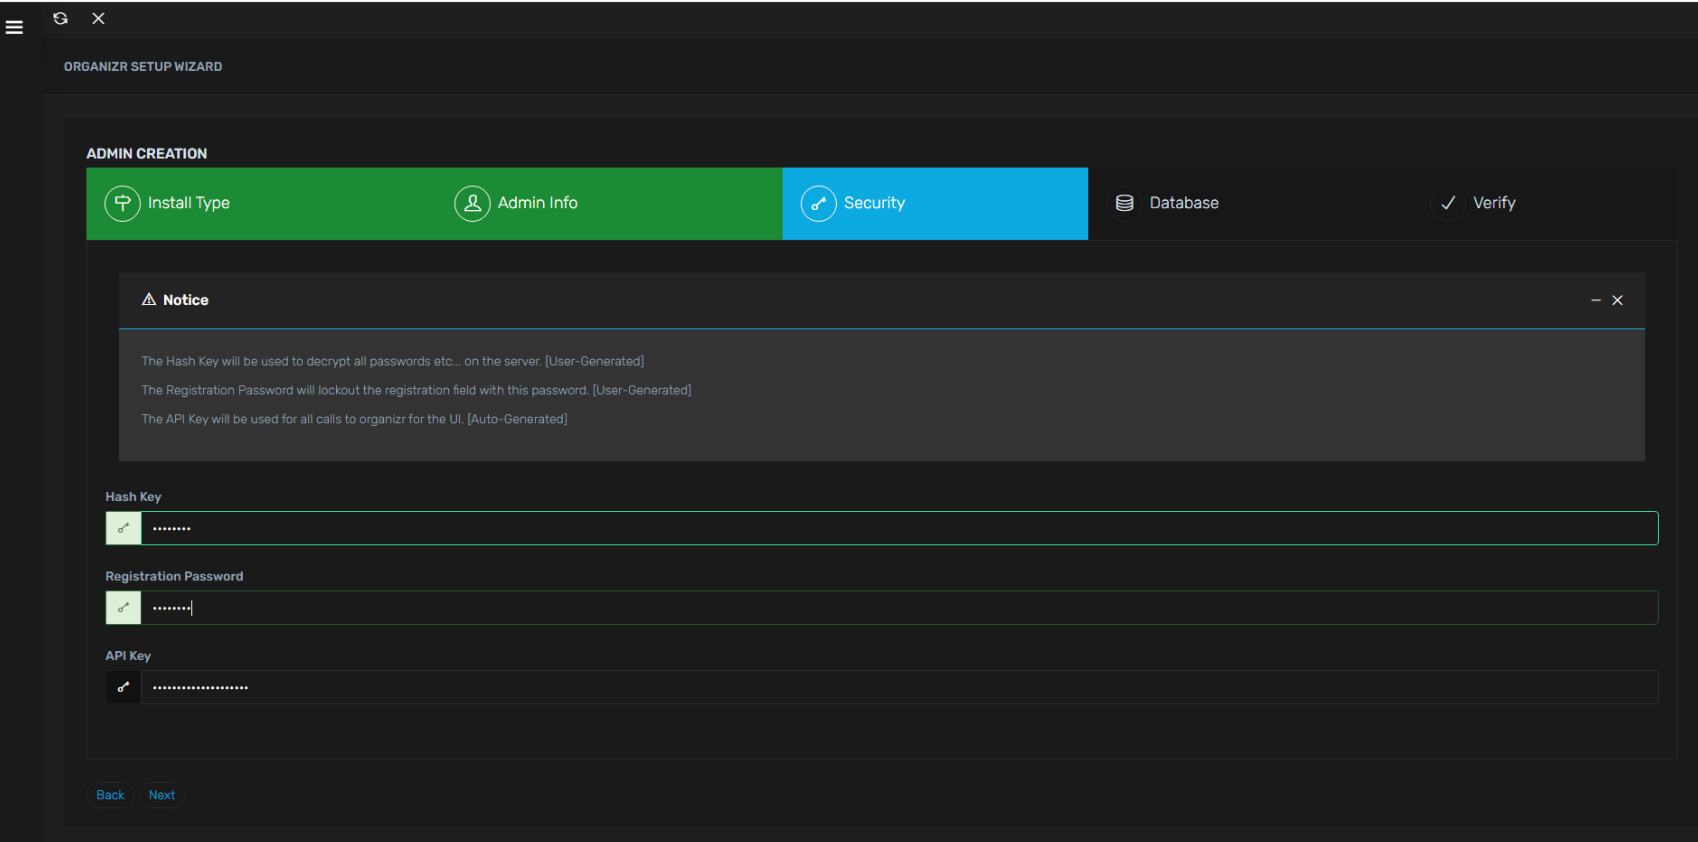 ORGANIZR SETUP WIZARD
ADMIN CREATION
Install Type
Admin Info
Security
Database
Verify
Notice
The Hash Key will be used to decrypt all passwords etc... on the server. [User-Generated]
The Registration Password will lockout the registration field with this password. [User-Generated]
The API Key will be used for all calls to organizr for the UI. [Auto-Generated]
Hash Key
••••••••
Registration Password
••••••••
API Key
••••••••••••••••••••
Back
Next